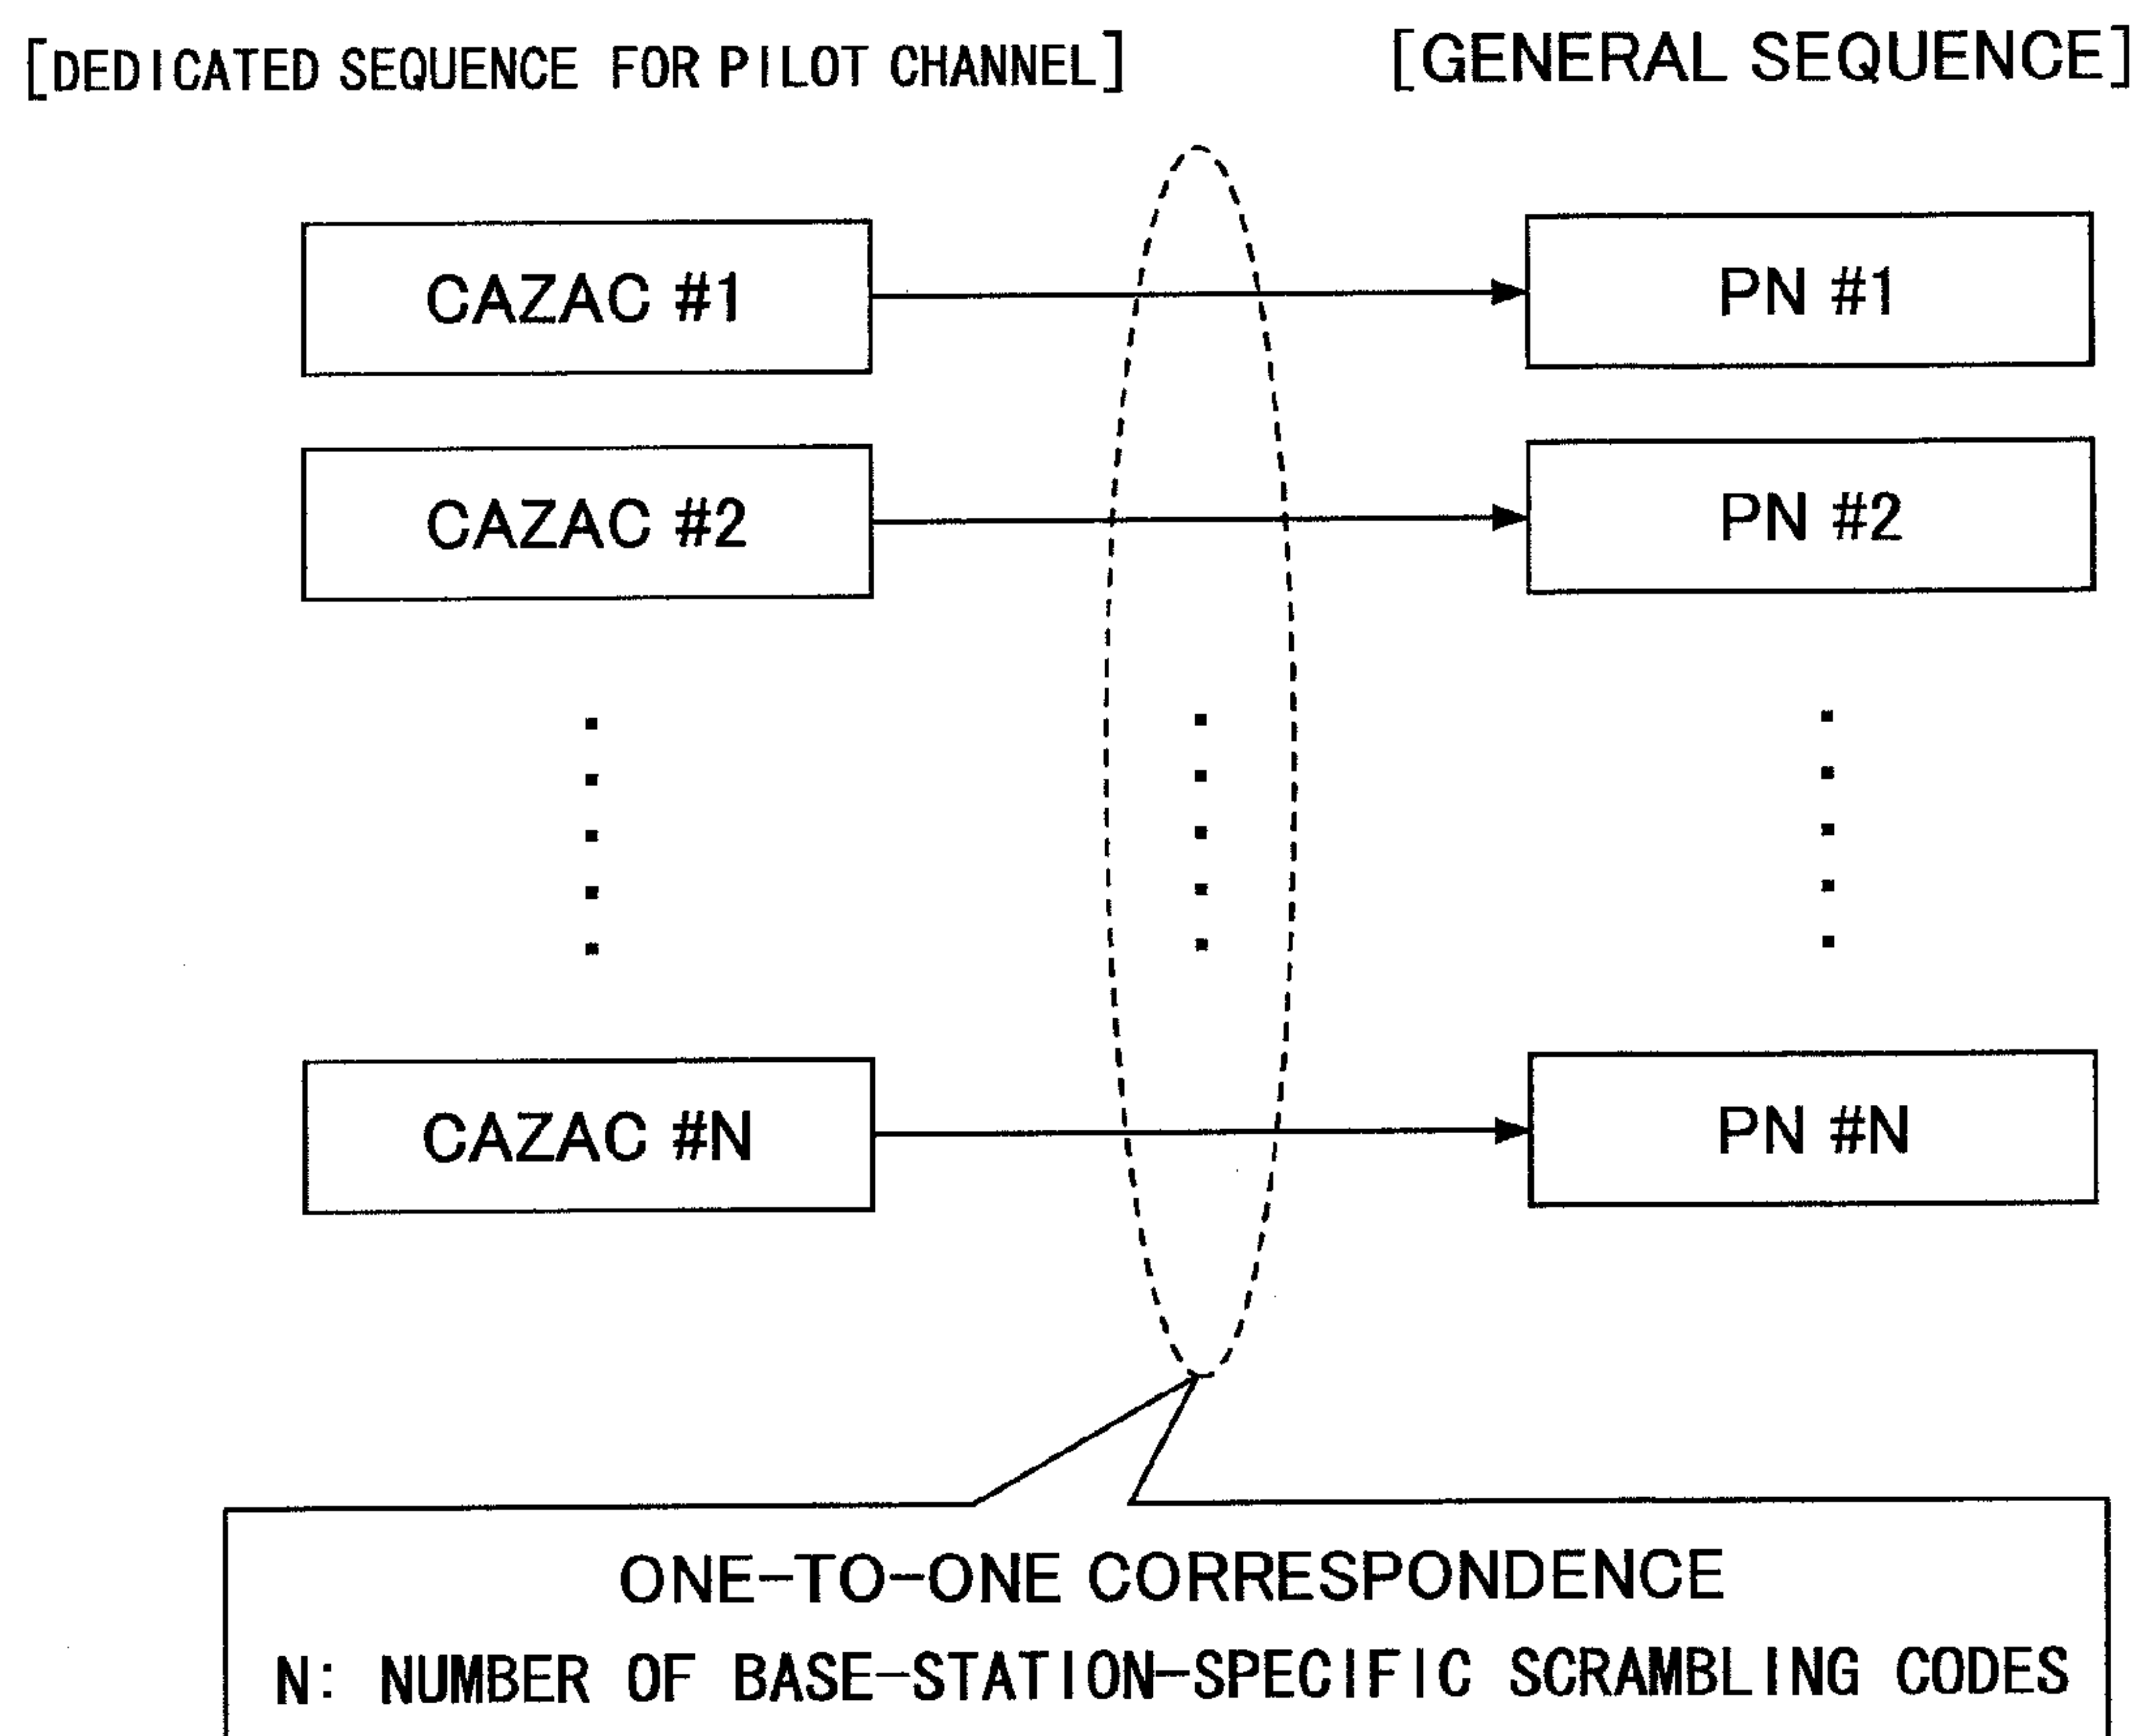 [DEDICATED SEQUENCE FOR PILOT CHANNEL] [GENERAL SEQUENCE]
CAZAC #1 PN #1
CAZAC #2 PN #2
CAZAC #N PN #N
ONE-TO-ONE CORRESPONDENCE
N: NUMBER OF BASE-STATION-SPECIFIC SCRAMBLING CODES